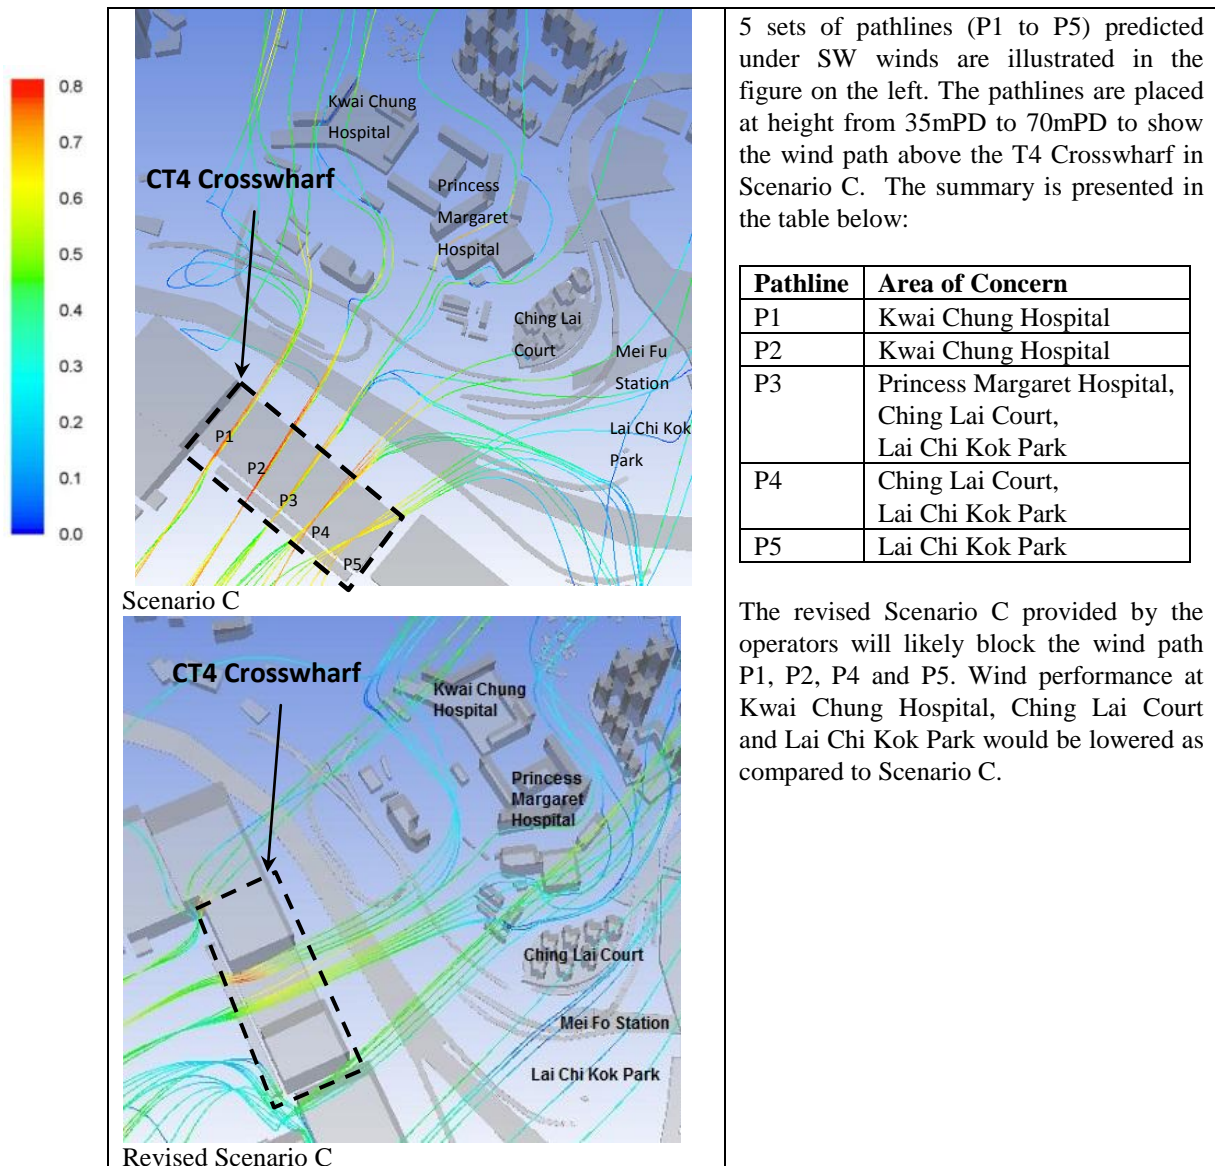 0.8
0.7
0.6
0.5
0.4
0.3
0.2
0.1
0.0
Kwai Chung
Hospital
CT4 Crosswharf
Princess
Margaret
Hospital
Ching Lai
Court
Mei Fu
Station
Lai Chi Kok
Park
P1
P2
P3
P4
P5
Scenario C
CT4 Crosswharf
Kwai Chung
Hospital
Princess
Margaret
Hospital
Ching Lai Court
Mei Fo Station
Lai Chi Kok Park
Revised Scenario C
5 sets of pathlines (P1 to P5) predicted
under SW winds are illustrated in the
figure on the left. The pathlines are placed
at height from 35mPD to 70mPD to show
the wind path above the T4 Crosswharf in
Scenario C. The summary is presented in
the table below:
Pathline Area of Concern
P1 Kwai Chung Hospital
P2 Kwai Chung Hospital
P3 Princess Margaret Hospital,
Ching Lai Court,
Lai Chi Kok Park
P4 Ching Lai Court,
Lai Chi Kok Park
P5 Lai Chi Kok Park
The revised Scenario C provided by the
operators will likely block the wind path
P1, P2, P4 and P5. Wind performance at
Kwai Chung Hospital, Ching Lai Court
and Lai Chi Kok Park would be lowered as
compared to Scenario C.